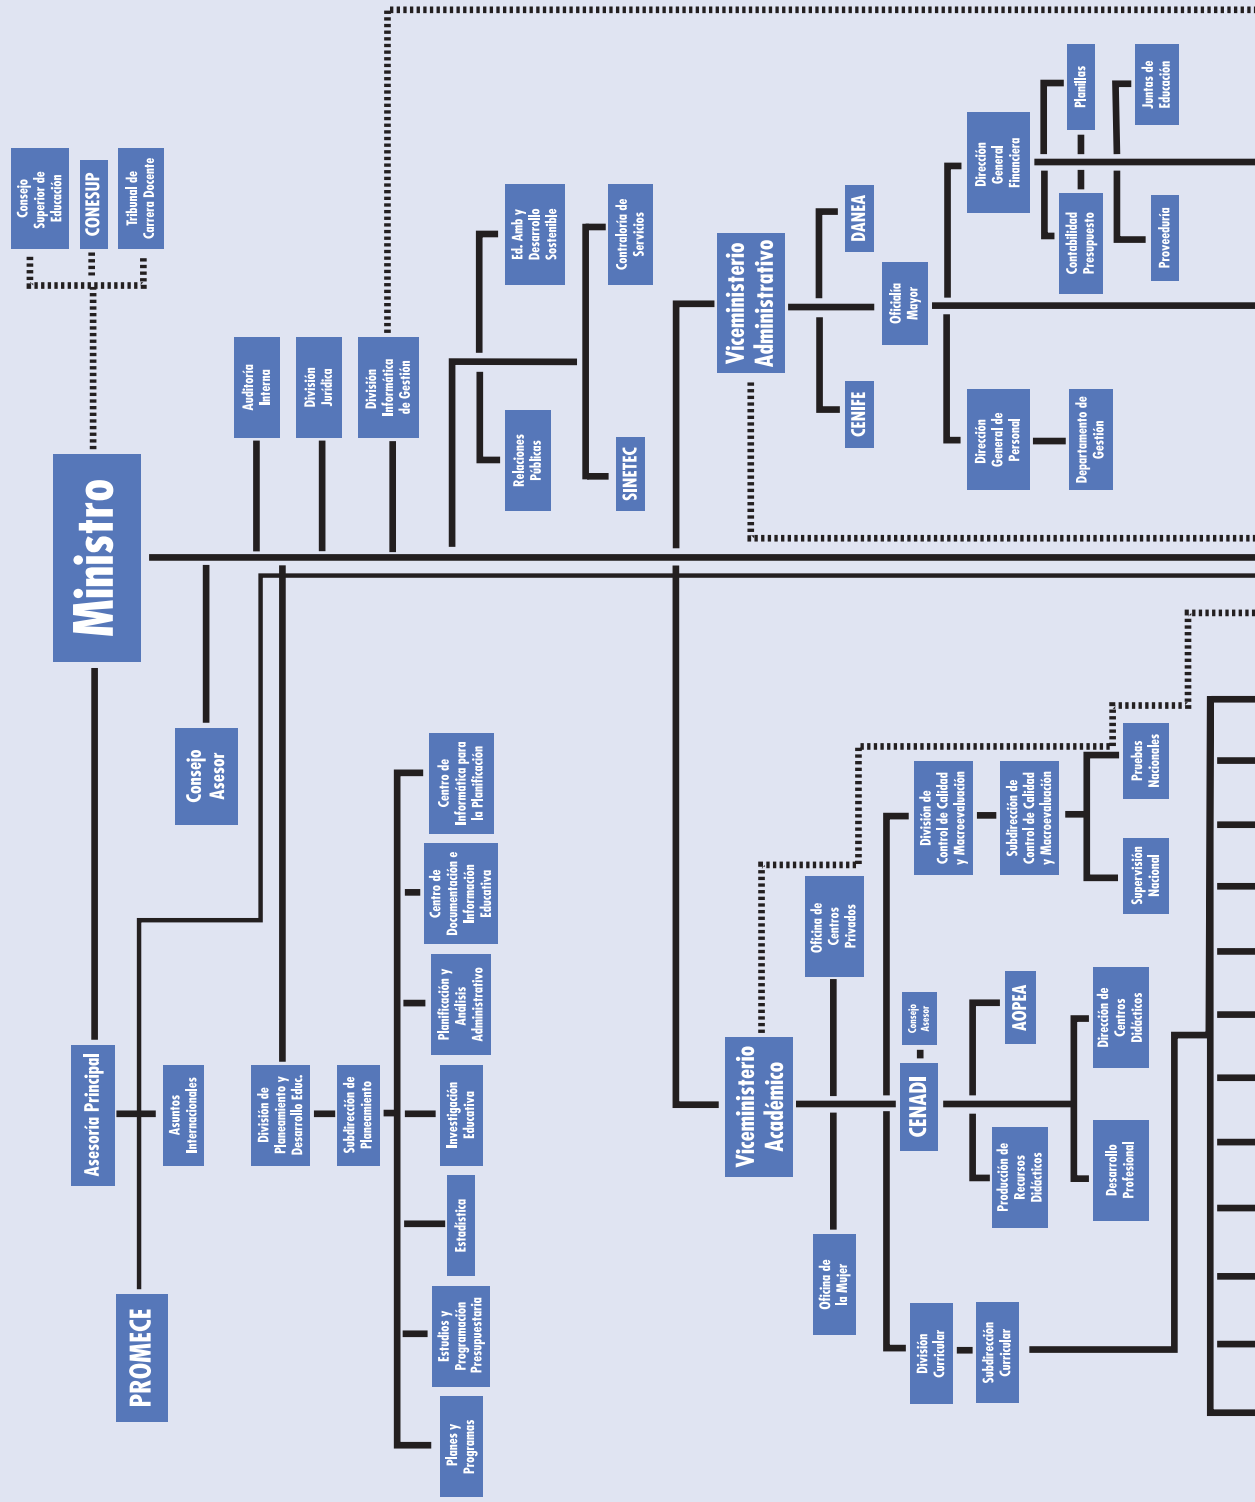 Consejo
Superior de
Educación
CONESUP
Tribunal de
Carrera Docente
Ministro
Asesoría Principal
Asuntos
Internacionales
PROMECE
Consejo
Asesor
Auditoría
Interna
División
Jurídica
División
Informática
de Gestión
División de
Planeamiento y
Desarrollo Educ.
Subdirección de
Planeamiento
Planes y
Programas
Estudios y
Programación
Presupuestaria
Estadística
Investigación
Educativa
Planificación y
Análisis
Administrativo
Centro de
Documentación e
Información
Educativa
Centro de
Informática para
la Planificación
Relaciones
Públicas
Ed. Amb y
Desarrollo
Sostenible
SINETEC
Contraloría de
Servicios
Viceministerio
Académico
Viceministerio
Administrativo
Oficina de
la Mujer
Oficina de
Centros
Privados
CENIFE
DANEA
Oficialia
Mayor
División
Curricular
Subdirección
Curricular
CENADI
Consejo
Asesor
División de
Control de Calidad
y Macroevaluación
Subdirección de
Control de Calidad
y Macroevaluación
Producción de
Recursos
Didácticos
AOPEA
Desarrollo
Profesional
Dirección de
Centros
Didácticos
Supervisión
Nacional
Pruebas
Nacionales
Dirección
General de
Personal
Departamento de
Gestión
Dirección
General
Financiera
Contabilidad
Presupuesto
Planillas
Proveeduría
Juntas de
Educación